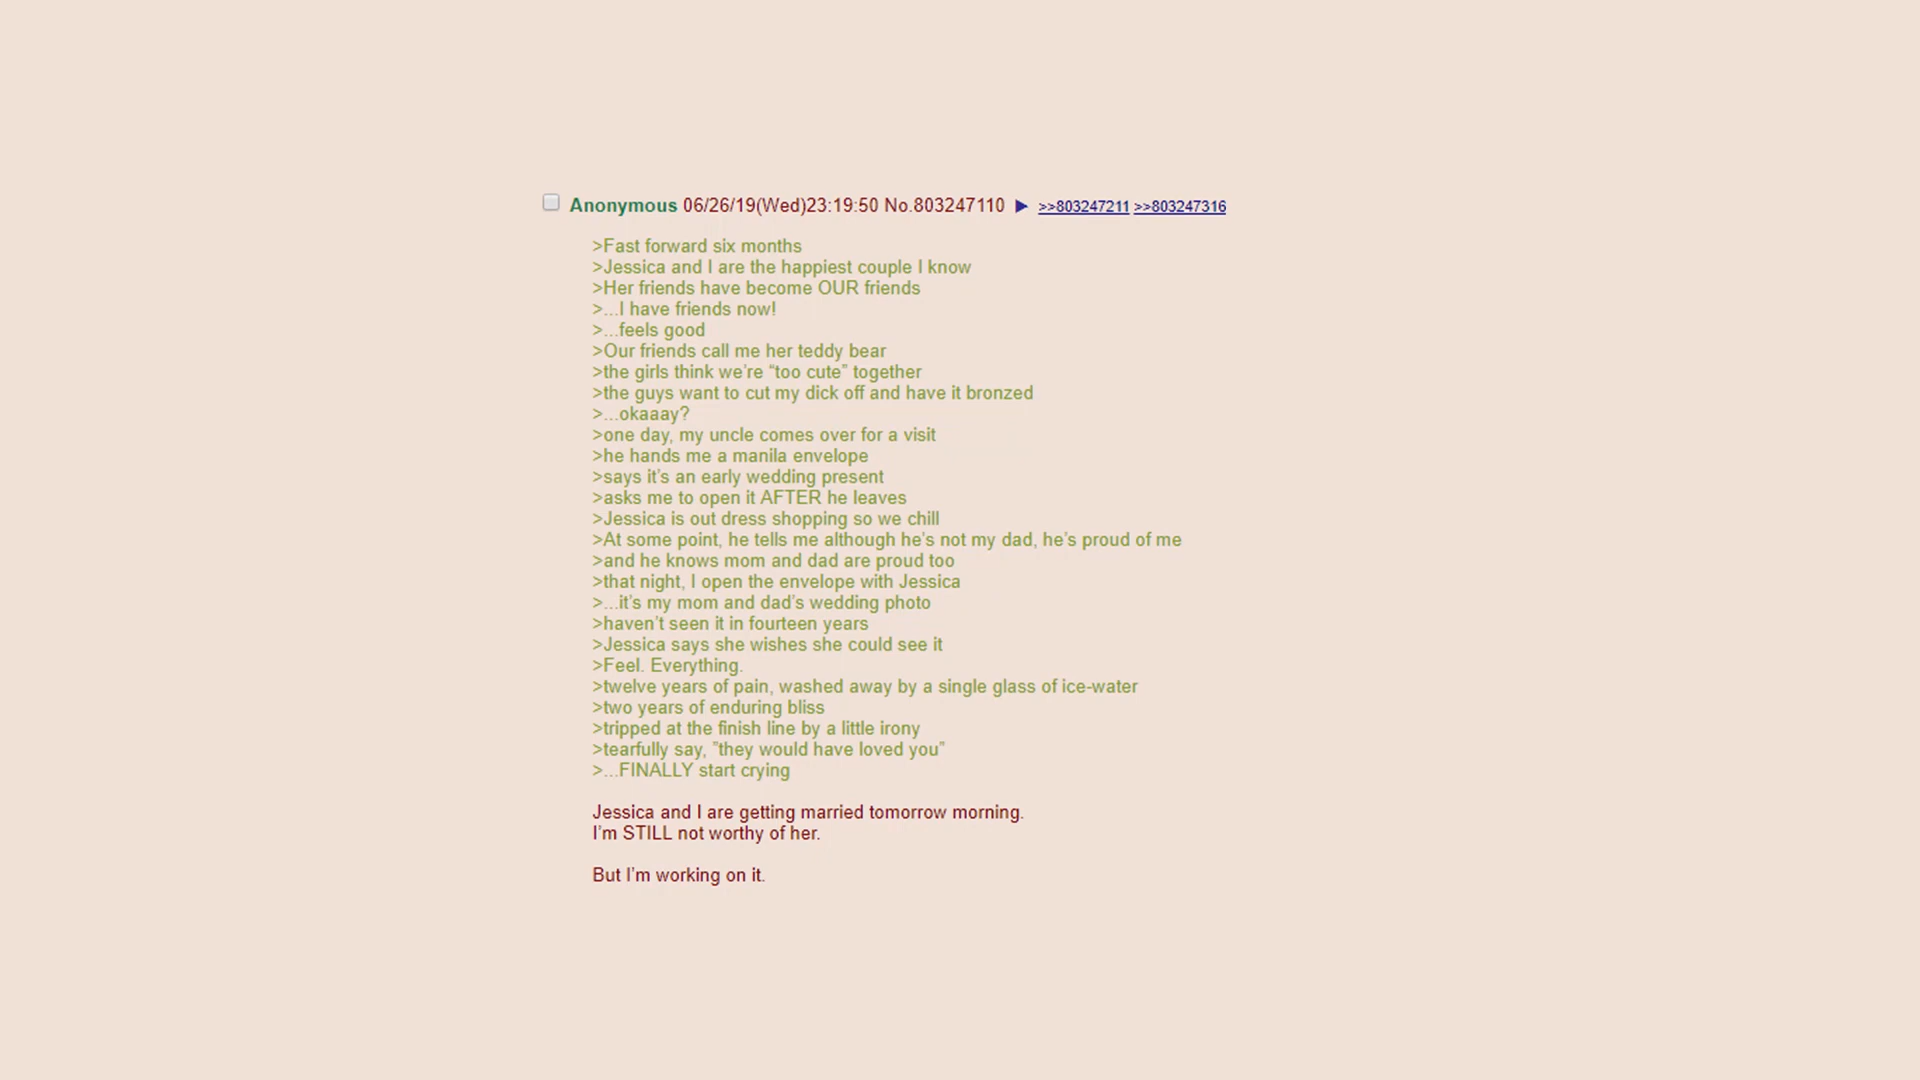 Anonymous 06/26/19(Wed)23:19:50 No.803247110 ▶ >>803247211 >>803247316
>Fast forward six months
>Jessica and I are the happiest couple I know
>Her friends have become OUR friends
>...I have friends now!
>...feels good
>Our friends call me her teddy bear
>the girls think we're “too cute” together
>the guys want to cut my dick off and have it bronzed
>...okaaay?
>one day, my uncle comes over for a visit
>he hands me a manila envelope
>says it's an early wedding present
>asks me to open it AFTER he leaves
>Jessica is out dress shopping so we chill
>At some point, he tells me although he's not my dad, he's proud of me
>and he knows mom and dad are proud too
>that night, I open the envelope with Jessica
>...it's my mom and dad's wedding photo
>haven't seen it in fourteen years
>Jessica says she wishes she could see it
>Feel. Everything.
>twelve years of pain, washed away by a single glass of ice-water
>two years of enduring bliss
>tripped at the finish line by a little irony
>tearfully say, ”they would have loved you”
>...FINALLY start crying
Jessica and I are getting married tomorrow morning.
I'm STILL not worthy of her.
But I'm working on it.